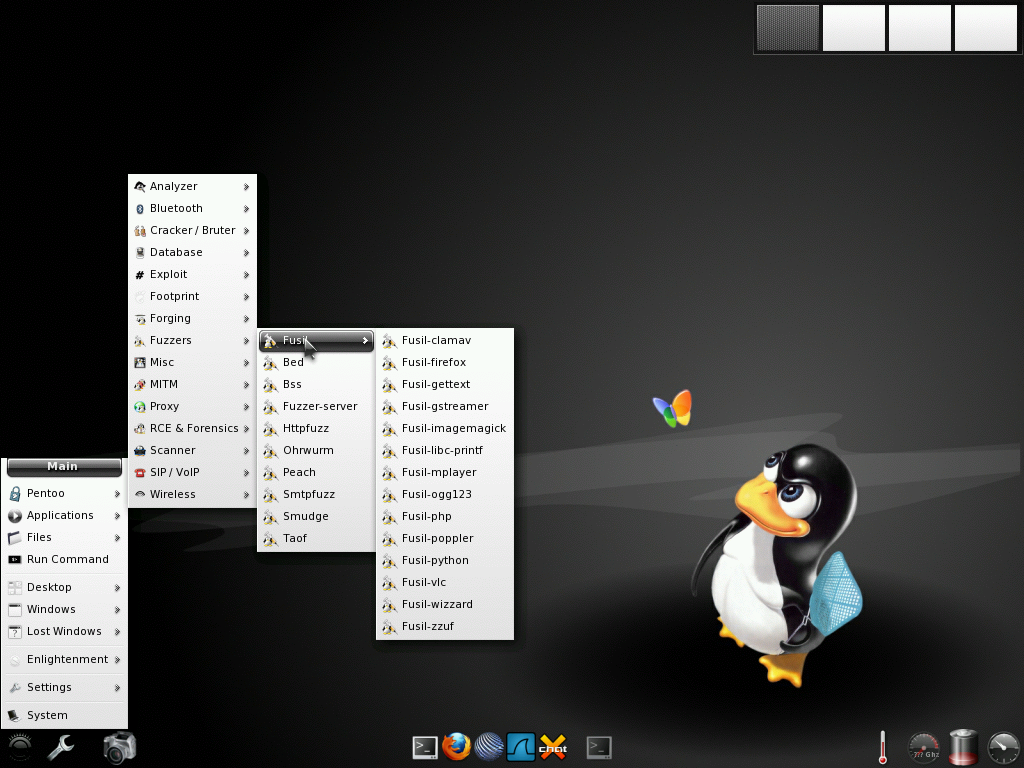 Analyzer
Bluetooth
Cracker / Bruter
Database
Exploit
Footprint
Forging
Fuzzers
Misc
MITM
Proxy
RCE & Forensics
Scanner
SIP / VoIP
Wireless
Fusil
Bed
Bss
Fuzzer-server
Httpfuzz
Ohrwurm
Peach
Smtpfuzz
Smudge
Taof
Fusil-clamav
Fusil-firefox
Fusil-gettext
Fusil-gstreamer
Fusil-imagemagick
Fusil-libc-printf
Fusil-mplayer
Fusil-ogg123
Fusil-php
Fusil-poppler
Fusil-python
Fusil-vlc
Fusil-wizzard
Fusil-zzuf
Main
Pentoo
Applications
Files
Run Command
Desktop
Windows
Lost Windows
Enlightenment
Settings
System
chat
??? Ghz